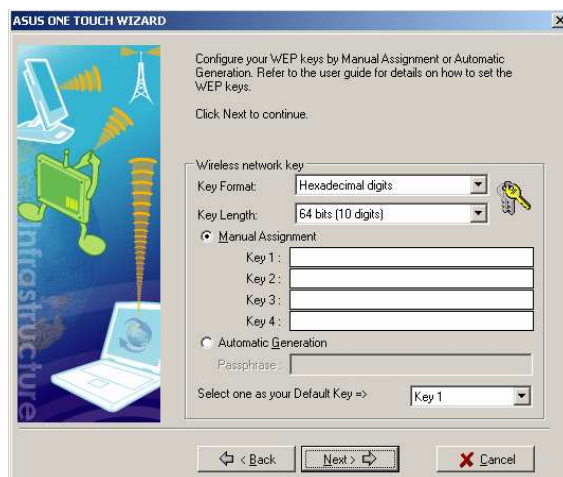 ASUS ONE TOUCH WIZARD
Configure your WEP keys by Manual Assignment or Automatic
Generation. Refer to the user guide for details on how to set the
WEP keys.
Click Next to continue.
Wireless network key
Key Format: Hexadecimal digits
Key Length: 64 bits (10 digits)
Manual Assignment
Key 1 :
Key 2 :
Key 3 :
Key 4 :
Automatic Generation
Passphrase :
Select one as your Default Key => Key 1
Infrastructure
< Back Next > Cancel